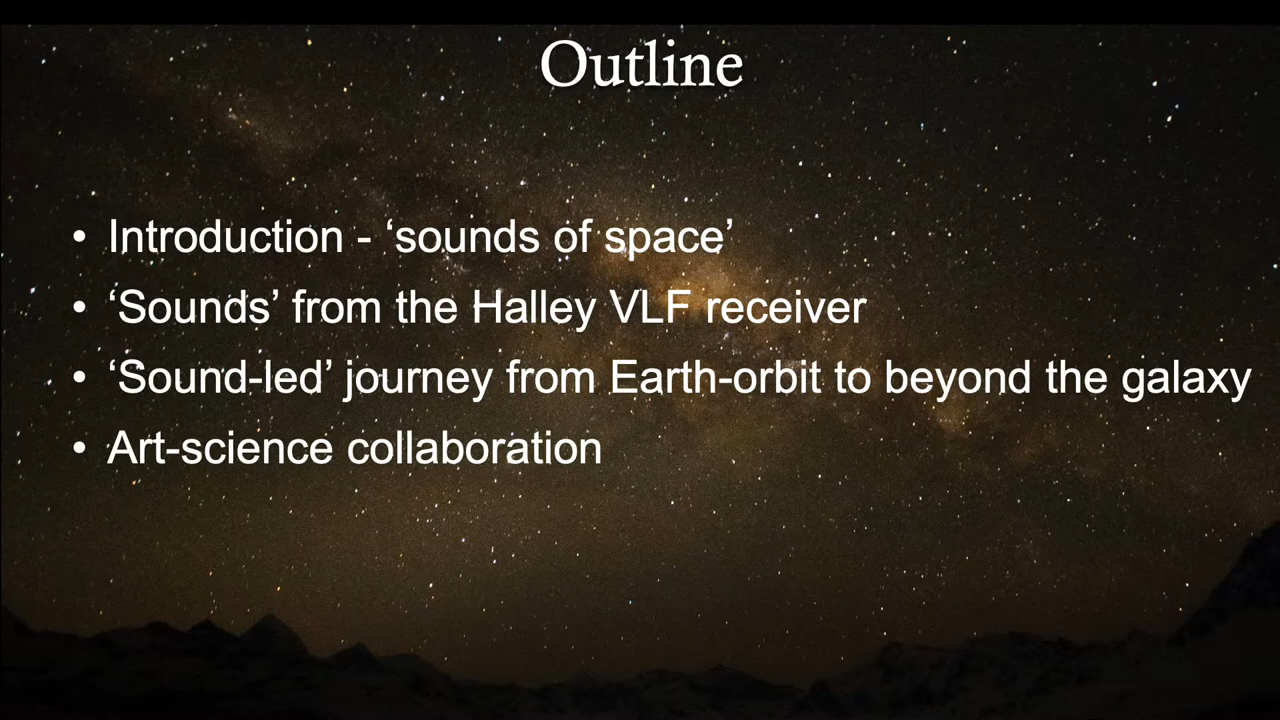 Outline
• Introduction - ‘sounds of space’
• ‘Sounds’ from the Halley VLF receiver
• ‘Sound-led’ journey from Earth-orbit to beyond the galaxy
• Art-science collaboration